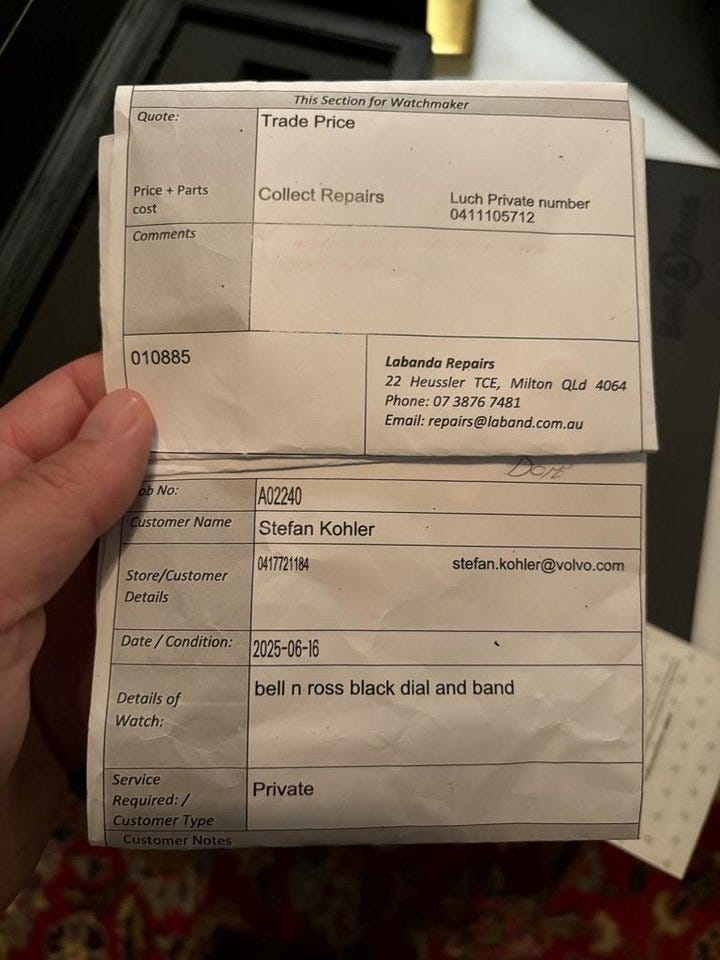 This Section for Watchmaker
Quote:
Trade Price
Price + Parts
cost
Collect Repairs
Luch Private number
0411105712
Comments
010885
Labanda Repairs
22 Heussler TCE, Milton QLd 4064
Phone: 07 3876 7481
Email: repairs@laband.com.au
Done
Job No:
A02240
Customer Name
Stefan Kohler
Store/Customer
Details
0417721184
stefan.kohler@volvo.com
Date / Condition:
2025-06-16
Details of
Watch:
bell n ross black dial and band
Service
Required: /
Customer Type
Private
Customer Notes
Bell & Ross